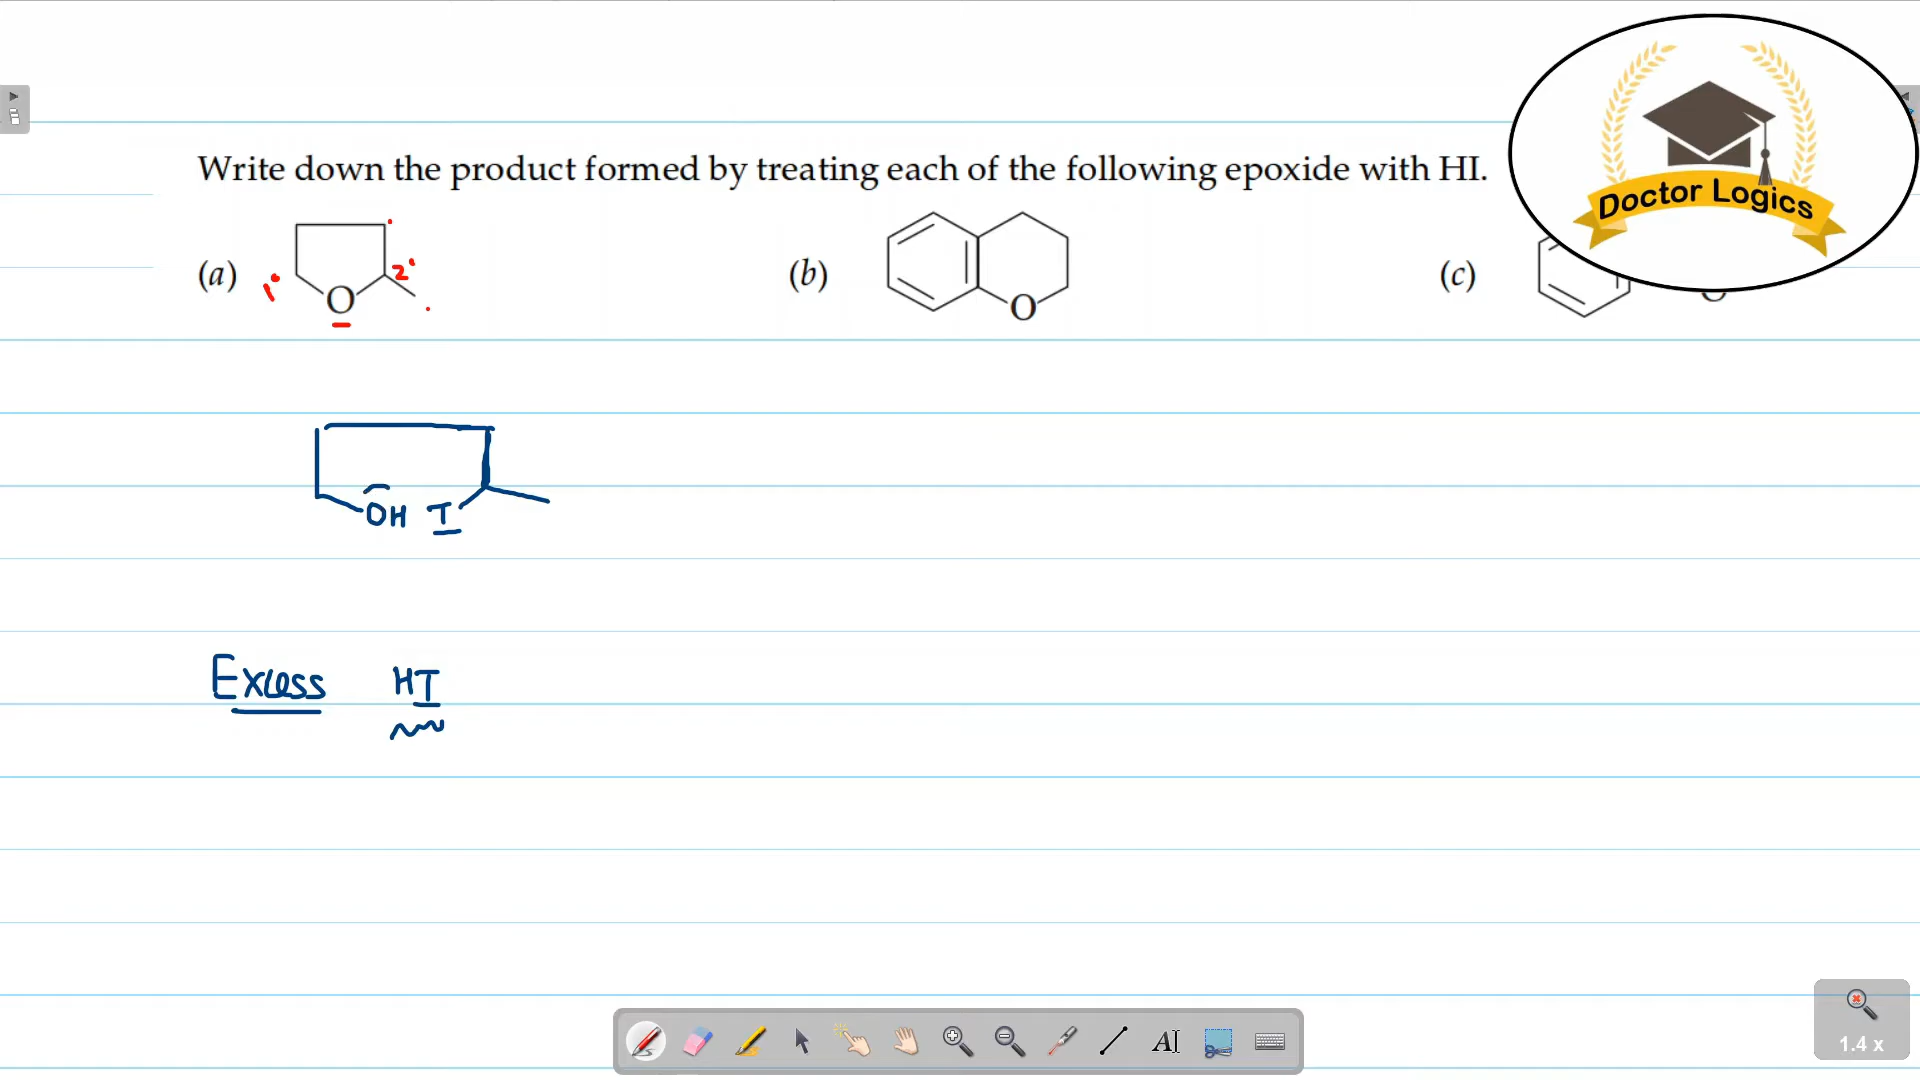 Write down the product formed by treating each of the following epoxide with HI.
Doctor Logics
(a)
1°
2°
O
(b)
O
(c)
OH I
Excess HI
AI
1.4 x